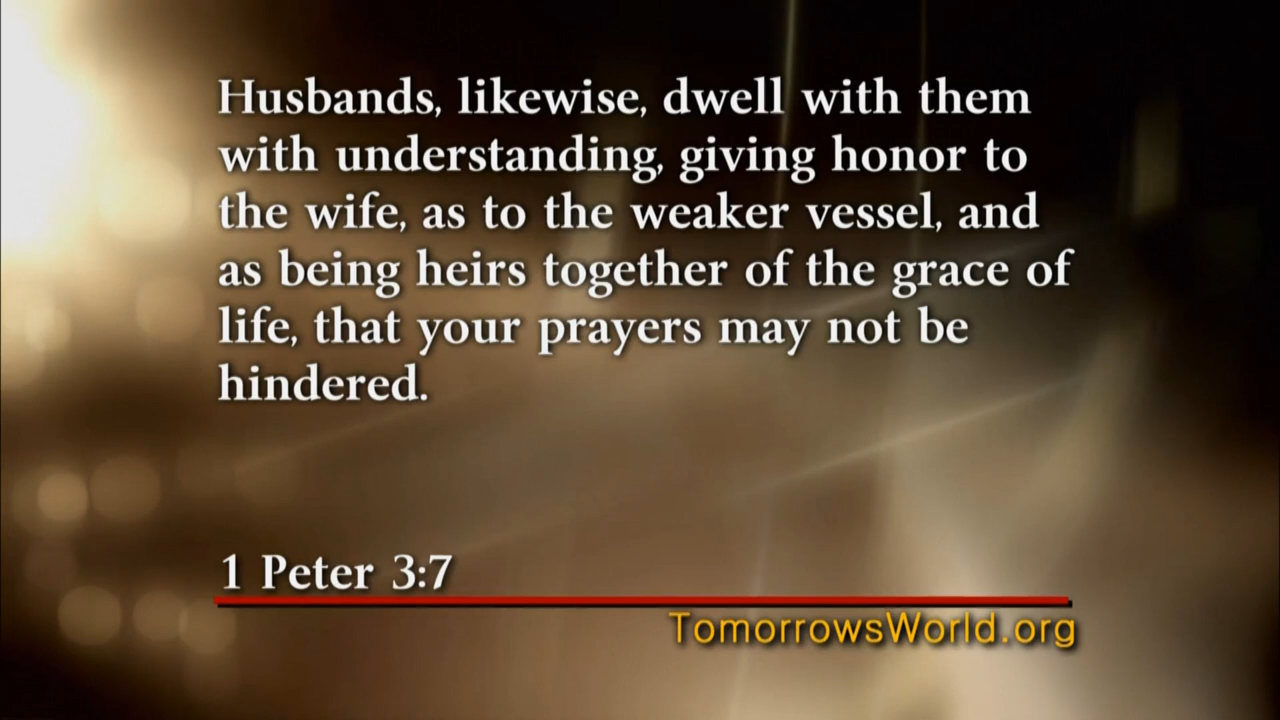 Husbands, likewise, dwell with them
with understanding, giving honor to
the wife, as to the weaker vessel, and
as being heirs together of the grace of
life, that your prayers may not be
hindered.
1 Peter 3:7
TomorrowsWorld.org